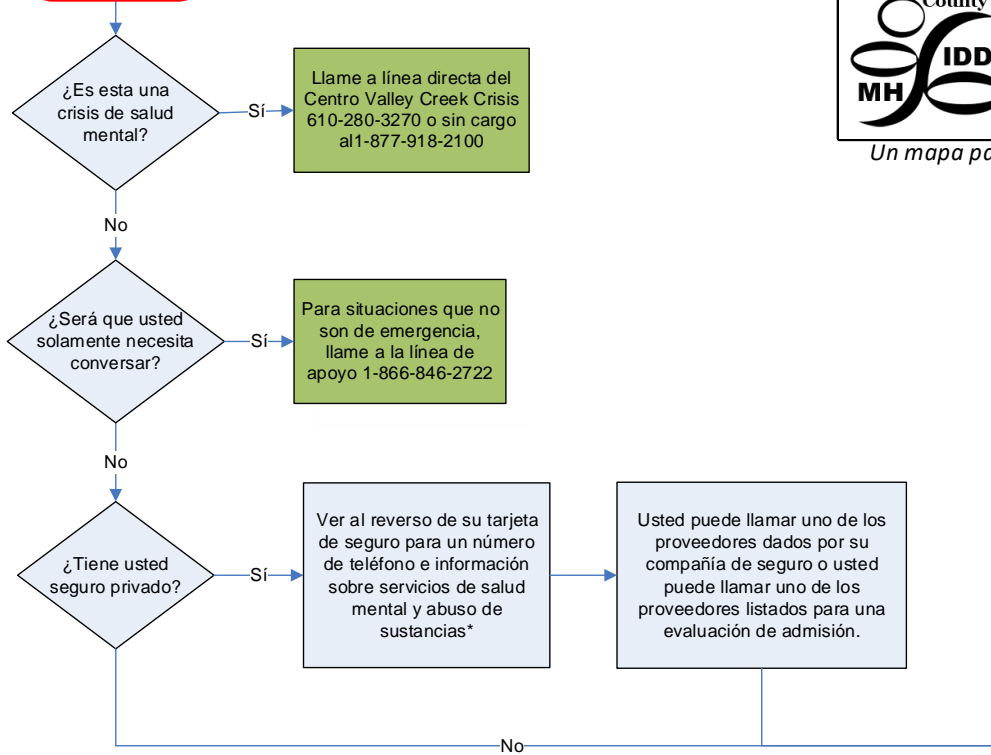 County
IDD
MH
Un mapa pa
¿Es esta una
crisis de salud
mental?
Sí
Llame a línea directa del
Centro Valley Creek Crisis
610-280-3270 o sin cargo
al1-877-918-2100
No
¿Será que usted
solamente necesita
conversar?
Sí
Para situaciones que no
son de emergencia,
llame a la línea de
apoyo 1-866-846-2722
No
¿Tiene usted
seguro privado?
Sí
Ver al reverso de su tarjeta
de seguro para un número
de teléfono e información
sobre servicios de salud
mental y abuso de
sustancias*
Usted puede llamar uno de los
proveedores dados por su
compañía de seguro o usted
puede llamar uno de los
proveedores listados para una
evaluación de admisión.
No